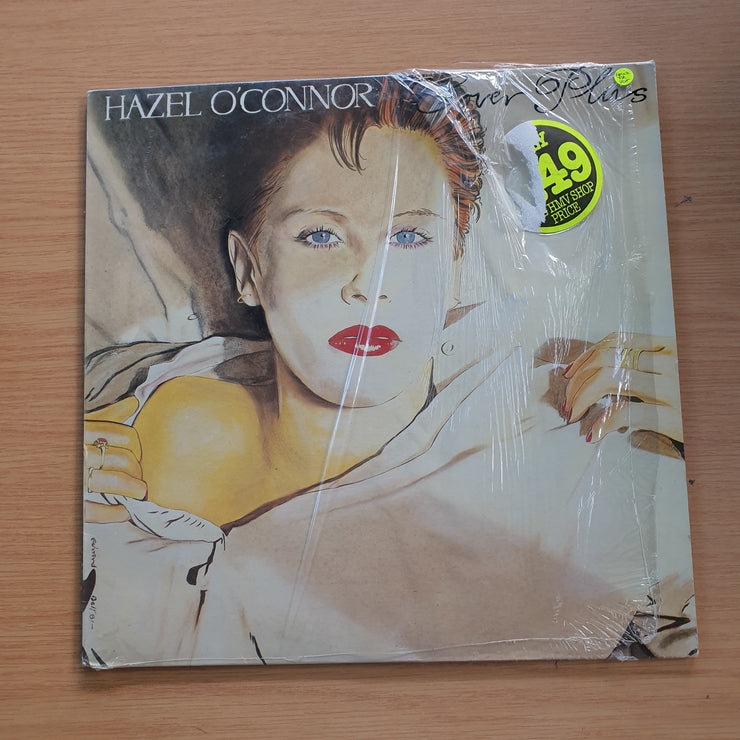 HAZEL O'CONNOR
Cover Plus
49
HMV SHOP
PRICE